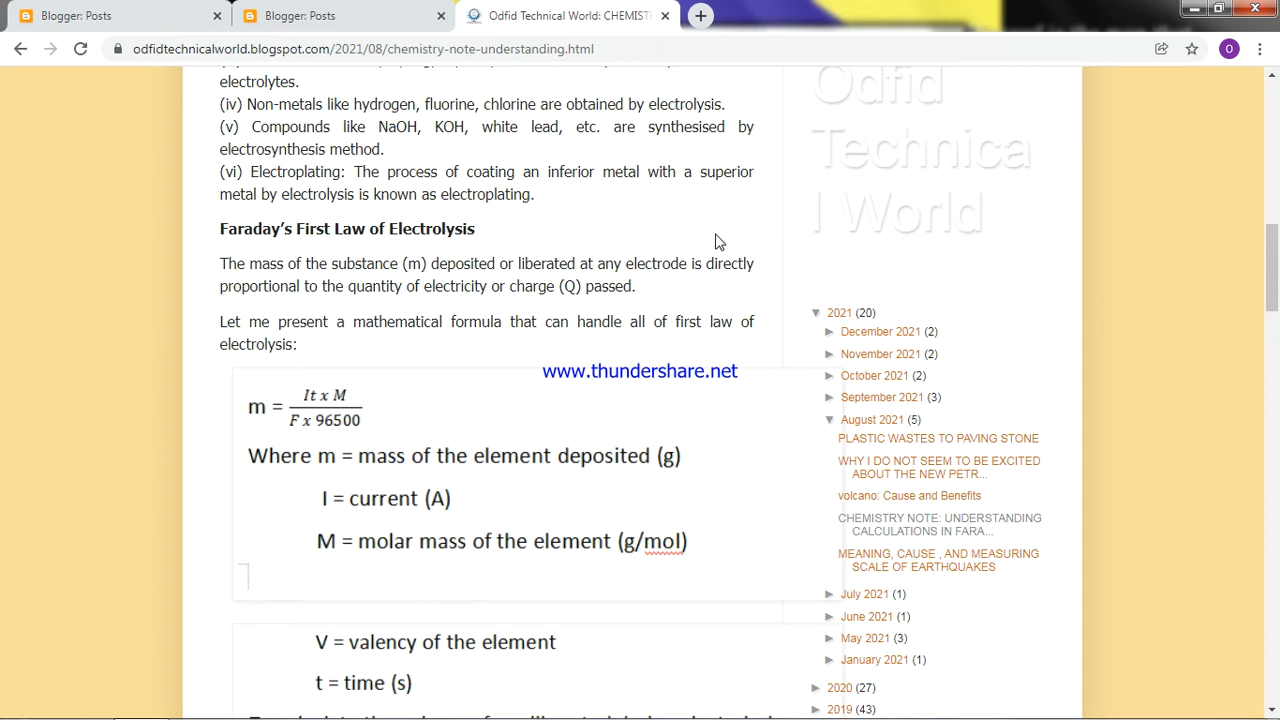 Blogger: Posts
Blogger: Posts
Odfid Technical World: CHEMIST
odfidtechnicalworld.blogspot.com/2021/08/chemistry-note-understanding.html
O
electrolytes.
(iv) Non-metals like hydrogen, fluorine, chlorine are obtained by electrolysis.
(v) Compounds like NaOH, KOH, white lead, etc. are synthesised by
electrosynthesis method.
(vi) Electroplating: The process of coating an inferior metal with a superior
metal by electrolysis is known as electroplating.
Faraday’s First Law of Electrolysis
The mass of the substance (m) deposited or liberated at any electrode is directly
proportional to the quantity of electricity or charge (Q) passed.
Let me present a mathematical formula that can handle all of first law of
electrolysis:
www.thundershare.net
m = It x M
F x 96500
Where m = mass of the element deposited (g)
I = current (A)
M = molar mass of the element (g/mol)
V = valency of the element
t = time (s)
Odfid
Technica
l World
▼ 2021 (20)
► December 2021 (2)
► November 2021 (2)
► October 2021 (2)
► September 2021 (3)
▼ August 2021 (5)
PLASTIC WASTES TO PAVING STONE
WHY I DO NOT SEEM TO BE EXCITED
ABOUT THE NEW PETR...
volcano: Cause and Benefits
CHEMISTRY NOTE: UNDERSTANDING
CALCULATIONS IN FARA...
MEANING, CAUSE , AND MEASURING
SCALE OF EARTHQUAKES
► July 2021 (1)
► June 2021 (1)
► May 2021 (3)
► January 2021 (1)
► 2020 (27)
► 2019 (43)